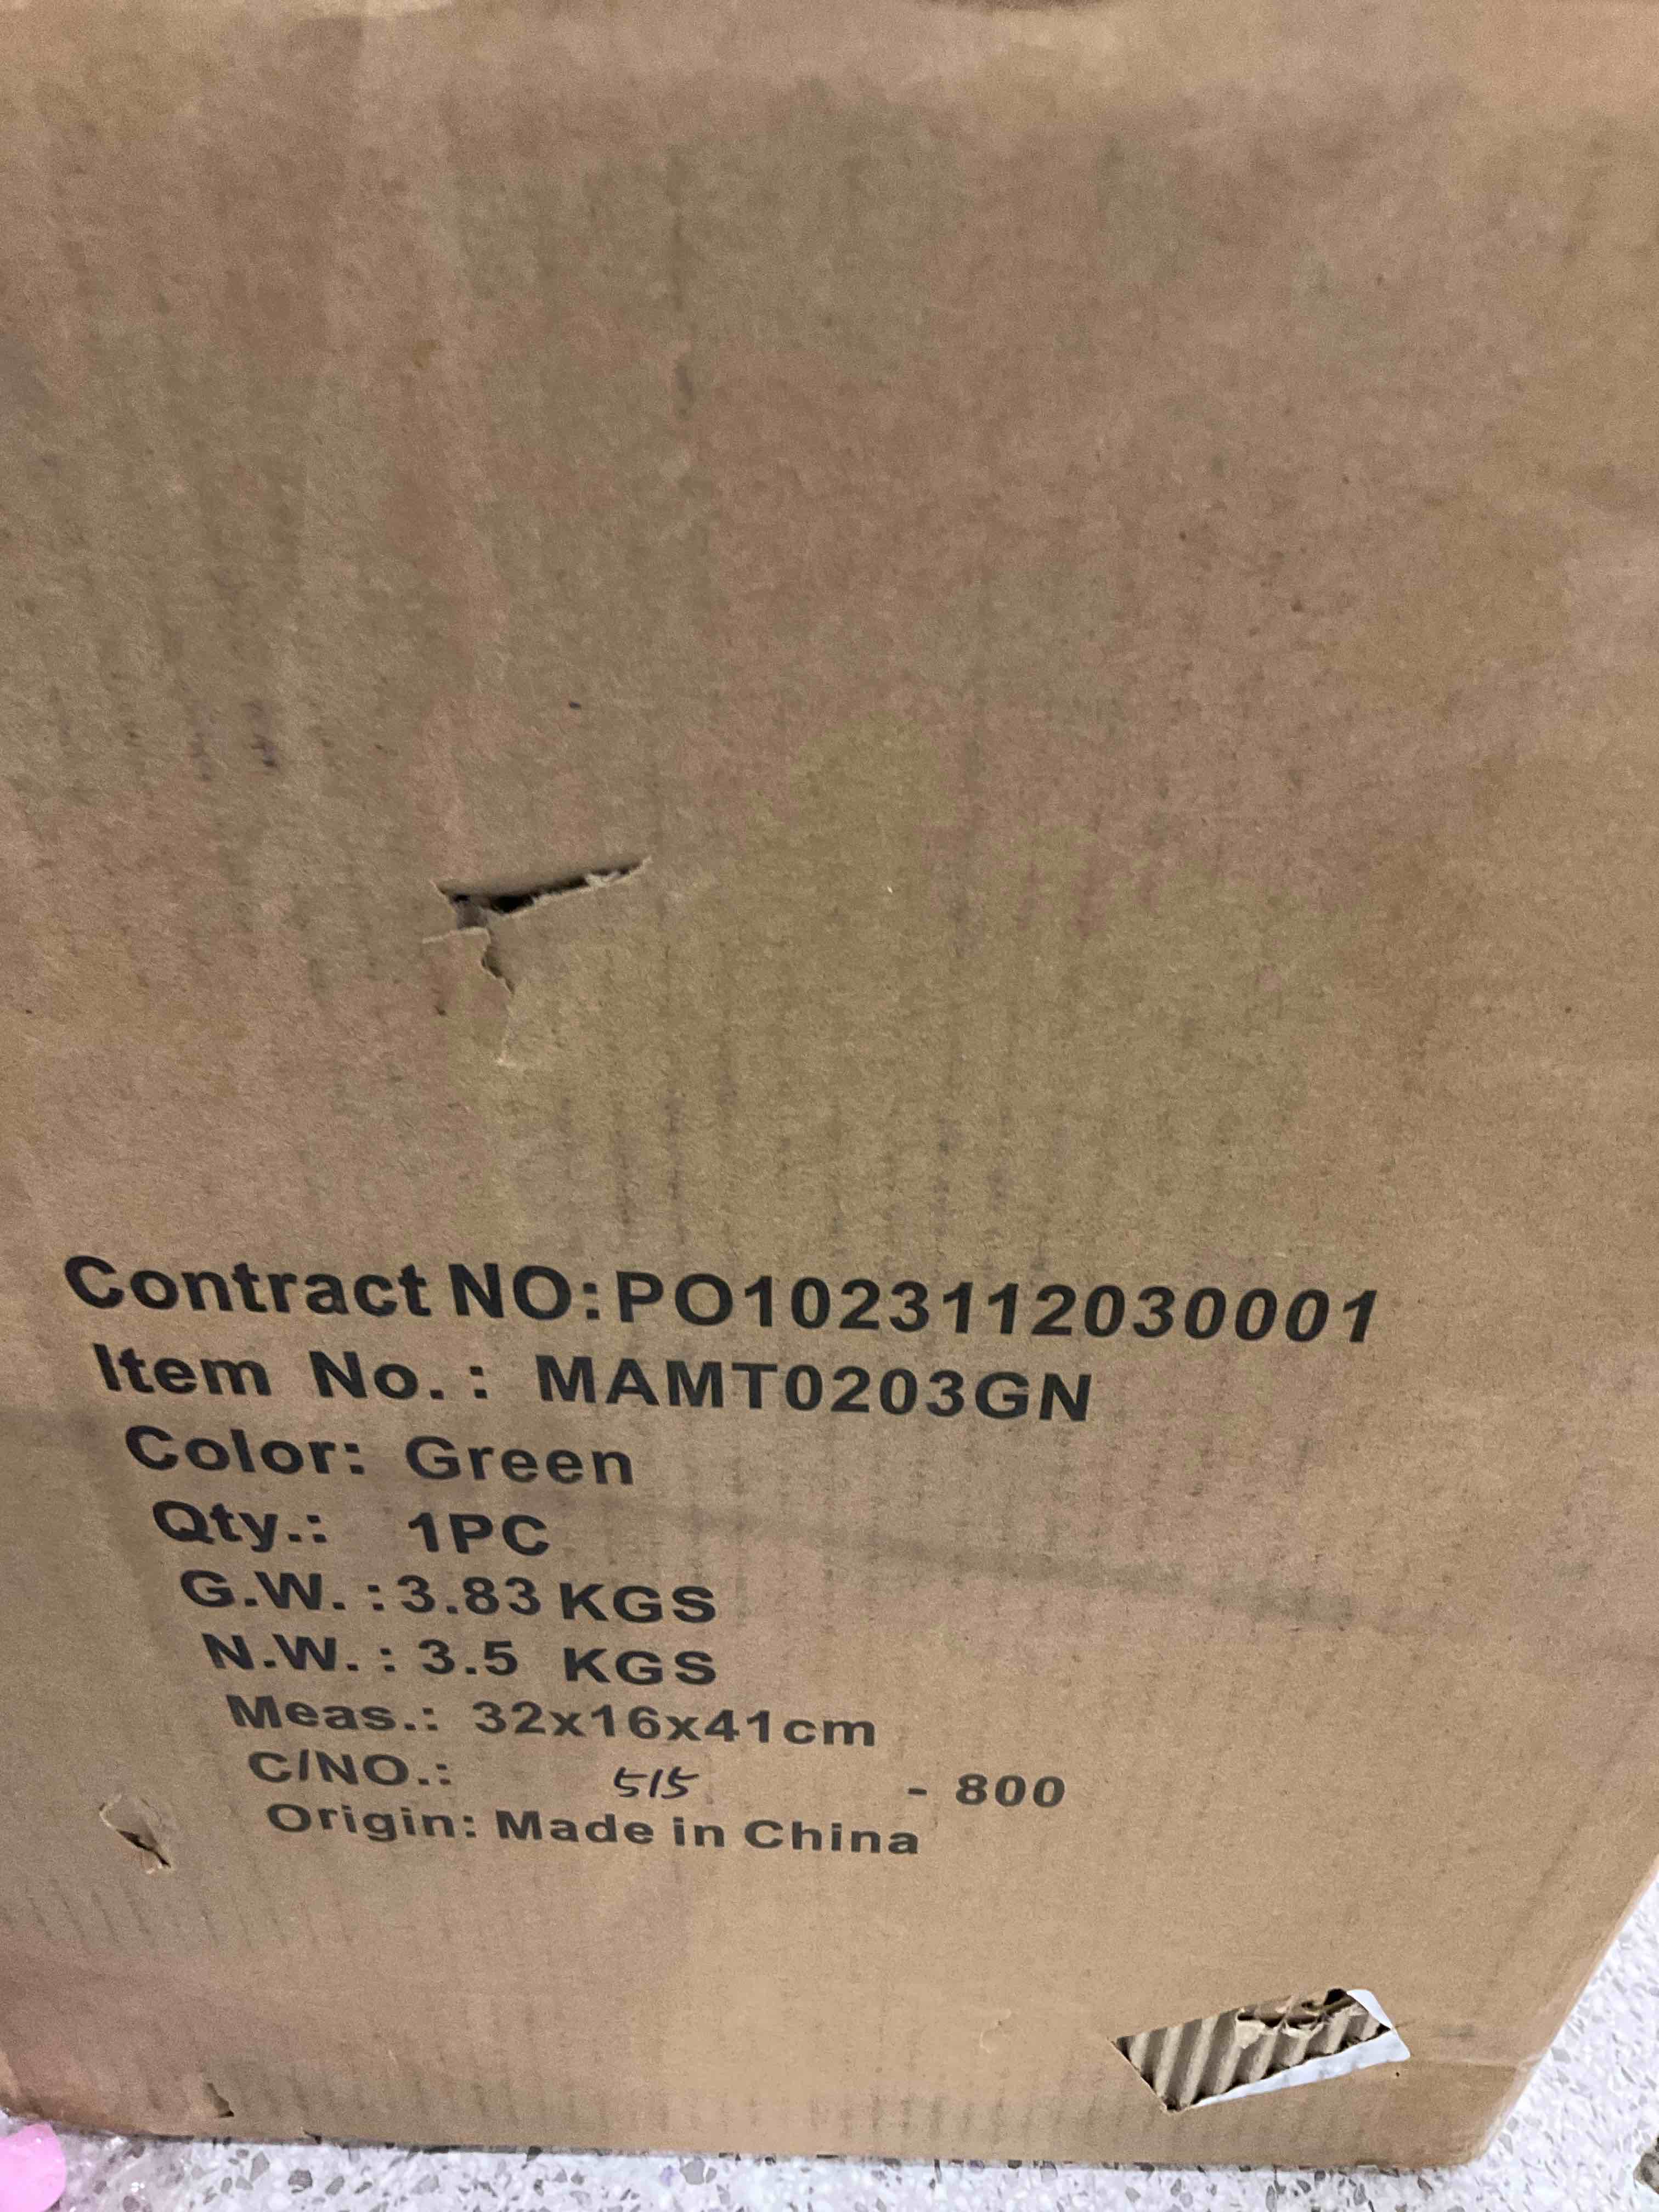 Contract NO:PO1023112030001
Item No.: MAMT0203GN
Color: Green
Qty.: 1PC
G.W.:3.83 KGS
N.W.: 3.5 KGS
Meas.: 32x16x41cm
C/NO.: 515 - 800
Origin: Made in China